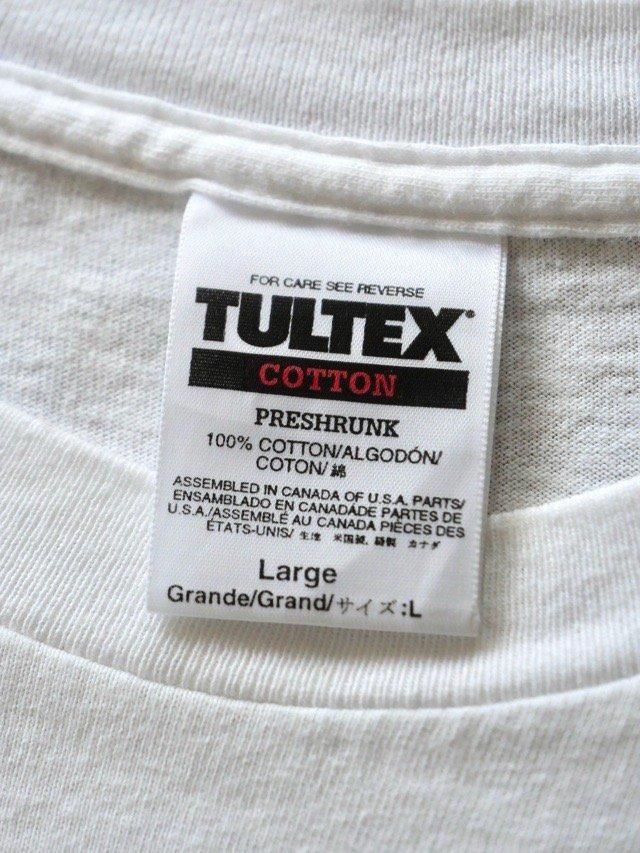 FOR CARE SEE REVERSE
TULTEX®
COTTON
PRESHRUNK
100% COTTON/ALGODÓN/
COTON/綿
ASSEMBLED IN CANADA OF U.S.A. PARTS/
ENSAMBLADO EN CANADADE PARTES DE
U.S.A./ASSEMBLÉ AU CANADA PIÈCES DES
ÉTATS-UNIS/ 生地 米国製, 縫製 カナダ
Large
Grande/Grand/サイズ:L